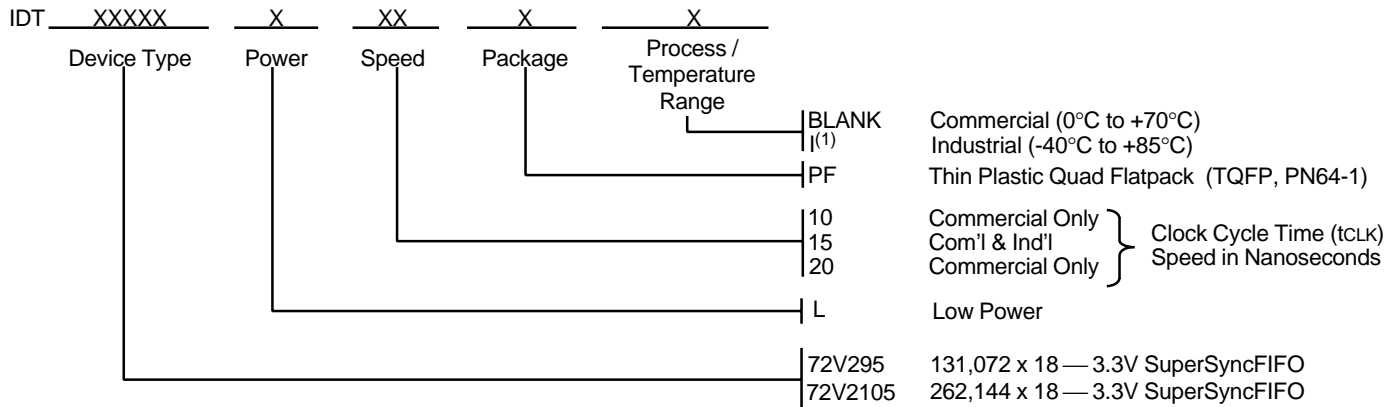 IDT XXXXX X XX X X
Device Type Power Speed Package Process /
Temperature
Range
BLANK Commercial (0°C to +70°C)
I(1) Industrial (-40°C to +85°C)
PF Thin Plastic Quad Flatpack (TQFP, PN64-1)
10 Commercial Only
15 Com'l & Ind'l
20 Commercial Only
Clock Cycle Time (tCLK)
Speed in Nanoseconds
L Low Power
72V295 131,072 x 18 — 3.3V SuperSyncFIFO
72V2105 262,144 x 18 — 3.3V SuperSyncFIFO